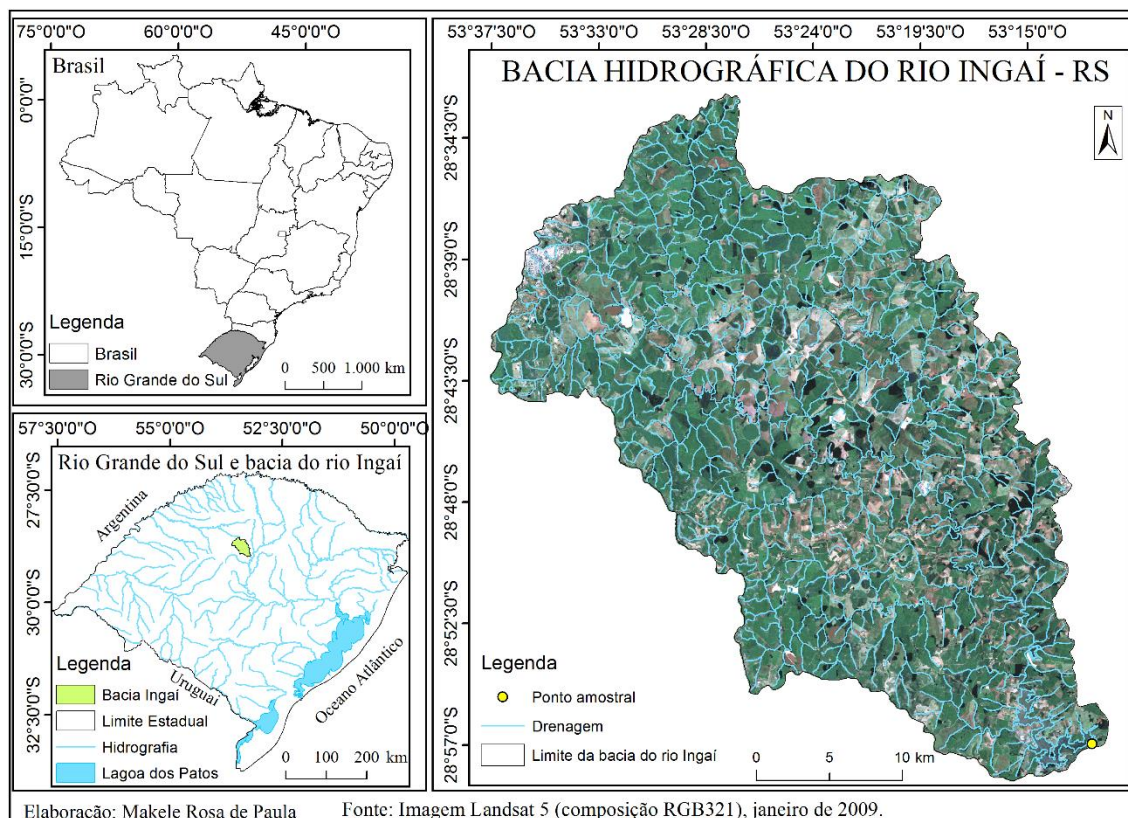 75°0'0"O 60°0'0"O 45°0'0"O
Brasil
0°0'0"
15°0'0"S
30°0'0"S
Legenda
Brasil
Rio Grande do Sul
0 500 1.000 km
57°30'0"O 55°0'0"O 52°30'0"O 50°0'0"O
Rio Grande do Sul e bacia do rio Ingaí
27°30'0"S
30°0'0"S
32°30'0"S
Argentina
Uruguai
Oceano Atlântico
Legenda
Bacia Ingaí
Limite Estadual
Hidrografia
Lagoa dos Patos
0 100 200 km
53°37'30"O 53°33'0"O 53°28'30"O 53°24'0"O 53°19'30"O 53°15'0"O
BACIA HIDROGRÁFICA DO RIO INGAÍ - RS
N
28°34'30"S
28°39'0"S
28°43'30"S
28°48'0"S
28°52'30"S
28°57'0"S
Legenda
Ponto amostral
Drenagem
Limite da bacia do rio Ingaí
0 5 10 km
Elaboração: Makele Rosa de Paula Fonte: Imagem Landsat 5 (composição RGB321), janeiro de 2009.